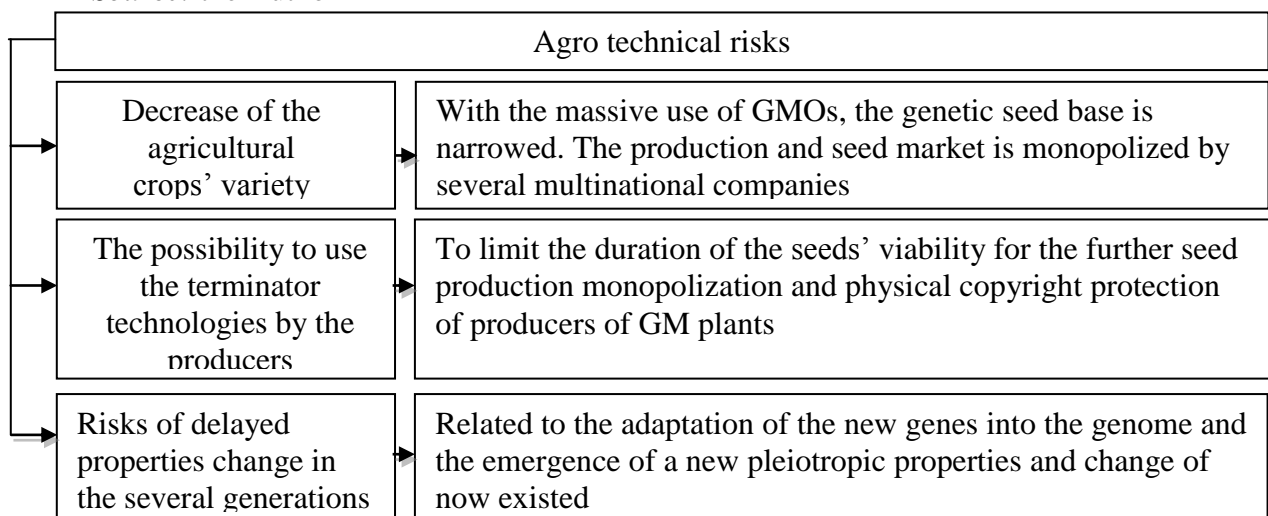 Agro technical risks
Decrease of the
agricultural
crops’ variety
With the massive use of GMOs, the genetic seed base is
narrowed. The production and seed market is monopolized by
several multinational companies
The possibility to use
the terminator
technologies by the
producers
To limit the duration of the seeds’ viability for the further seed
production monopolization and physical copyright protection
of producers of GM plants
Risks of delayed
properties change in
the several generations
Related to the adaptation of the new genes into the genome and
the emergence of a new pleiotropic properties and change of
now existed